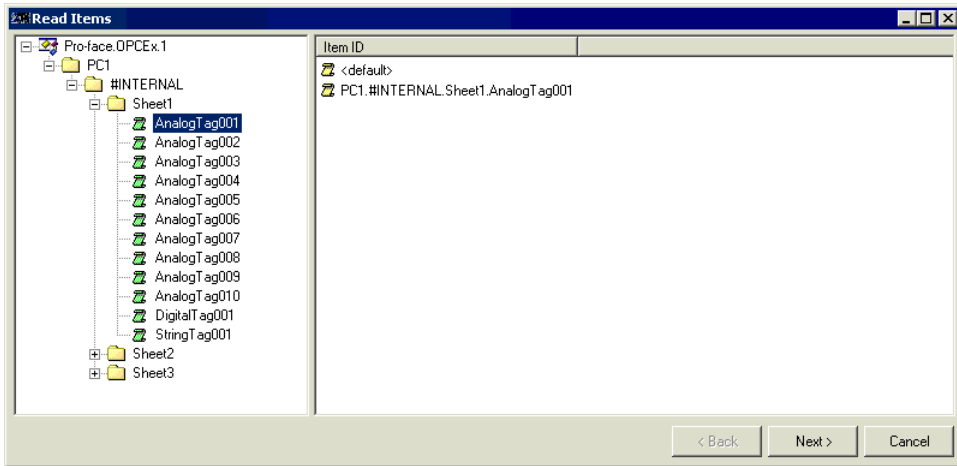 Read Items
Pro-face.OPCEx.1
PC1
#INTERNAL
Sheet1
AnalogTag001
AnalogTag002
AnalogTag003
AnalogTag004
AnalogTag005
AnalogTag006
AnalogTag007
AnalogTag008
AnalogTag009
AnalogTag010
DigitalTag001
StringTag001
Sheet2
Sheet3
Item ID
<default>
PC1.#INTERNAL.Sheet1.AnalogTag001
< Back
Next >
Cancel